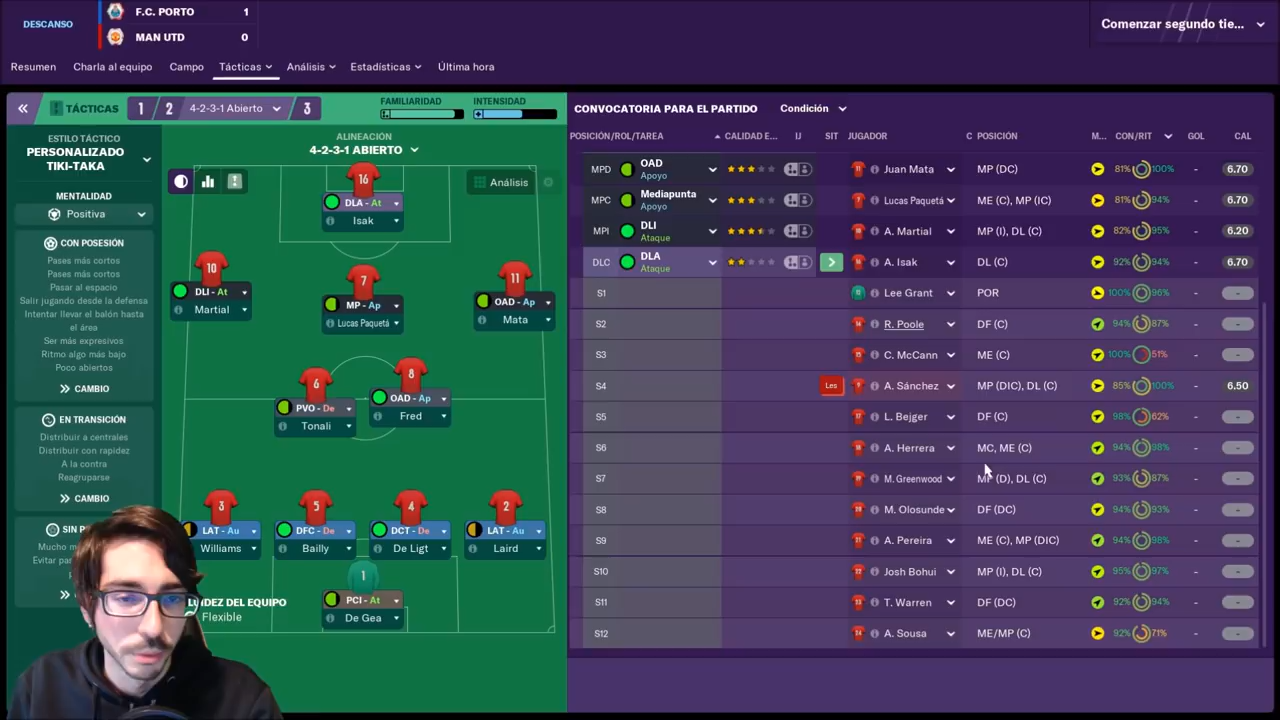 DESCANSO
F.C. PORTO 1
MAN UTD 0
Comenzar segundo tie...
Resumen Charla al equipo Campo Tácticas Análisis Estadísticas Última hora
TÁCTICAS 1 2 4-2-3-1 Abierto 3
FAMILIARIDAD INTENSIDAD
ESTILO TÁCTICO
PERSONALIZADO
TIKI-TAKA
MENTALIDAD
Positiva
CON POSESIÓN
Pases más cortos
Pases más cortos
Pasar al espacio
Salir jugando desde la defensa
Intentar llevar el balón hasta
el área
Ser más expresivos
Ritmo algo más bajo
Poco abiertos
CAMBIO
EN TRANSICIÓN
Distribuir a centrales
Distribuir con rapidez
A la contra
Reagruparse
CAMBIO
SIN P
Mucho m
Evitar par
ALINEACIÓN
4-2-3-1 ABIERTO
Análisis
16
DLA - At
Isak
10
DLI - At
Martial
7
MP - Ap
Lucas Paquetá
11
OAD - Ap
Mata
6
PVO - De
Tonali
8
OAD - Ap
Fred
3
LAT - Au
Williams
5
DFC - De
Bailly
4
DCT - De
De Ligt
2
LAT - Au
Laird
1
PCI - At
De Gea
UIDEZ DEL EQUIPO
Flexible
CONVOCATORIA PARA EL PARTIDO Condición
POSICIÓN/ROL/TAREA CALIDAD E... IJ SIT JUGADOR C POSICIÓN M... CON/RIT GOL CAL
MPD OAD Apoyo Juan Mata MP (DC) 81% 100% - 6.70
MPC Mediapunta Apoyo Lucas Paquetá ME (C), MP (IC) 81% 94% - 6.70
MPI DLI Ataque A. Martial MP (I), DL (C) 82% 95% - 6.20
DLC DLA Ataque A. Isak DL (C) 92% 94% - 6.70
S1 Lee Grant POR 100% 96% - -
S2 R. Poole DF (C) 94% 87% - -
S3 C. McCann ME (C) 100% 51% - -
S4 Les A. Sánchez MP (DIC), DL (C) 85% 100% - 6.50
S5 L. Bejger DF (C) 98% 62% - -
S6 A. Herrera MC, ME (C) 94% 98% - -
S7 M. Greenwood MP (D), DL (C) 93% 87% - -
S8 M. Olosunde DF (DC) 94% 93% - -
S9 A. Pereira ME (C), MP (DIC) 94% 98% - -
S10 Josh Bohui MP (I), DL (C) 95% 97% - -
S11 T. Warren DF (DC) 92% 94% - -
S12 A. Sousa ME/MP (C) 92% 71% - -